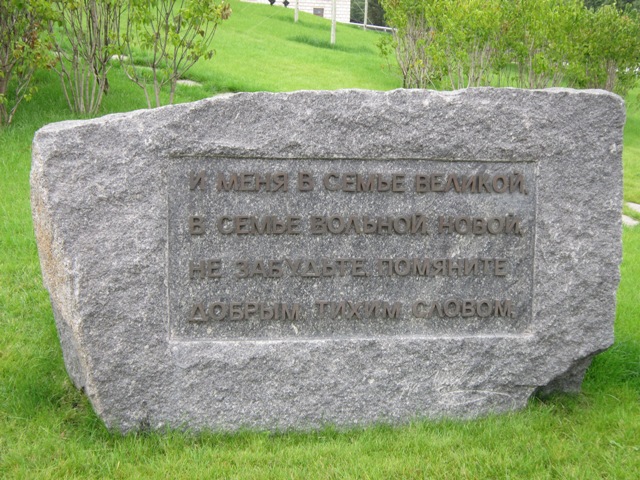 И МЕНЯ В СЕМЬЕ ВЕЛИКОЙ,
В СЕМЬЕ ВОЛЬНОЙ, НОВОЙ,
НЕ ЗАБУДЬТЕ, ПОМЯНИТЕ
ДОБРЫМ, ТИХИМ СЛОВОМ.